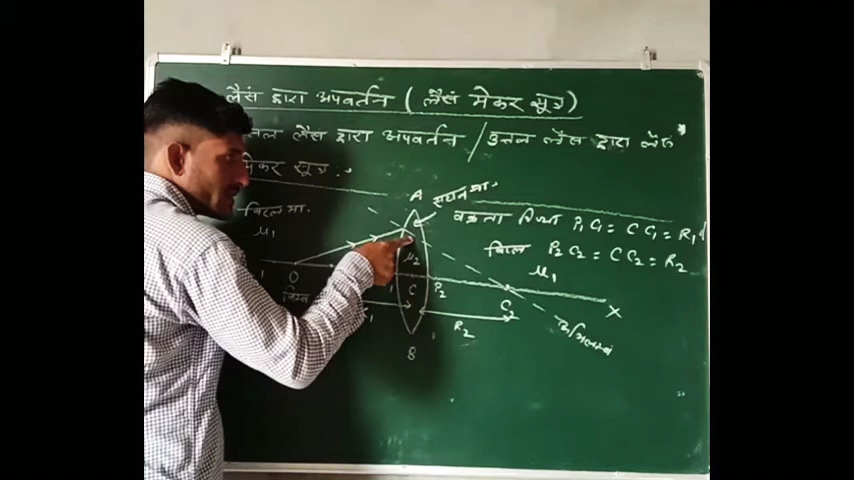 लैंस द्वारा अपवर्तन ( लैंस मेकर सूत्र )
लैंस द्वारा अपवर्तन / उत्तल लैंस द्वारा लैंस
मेकर सूत्र
A सघन मा.
विरल मा.
वक्रता त्रिज्या P₁C₁ = CC₁ = R₁
μ₁
विरल P₂C₂ = CC₂ = R₂
μ₂
μ₁
O
C P₂
C₂
X
R₂
B